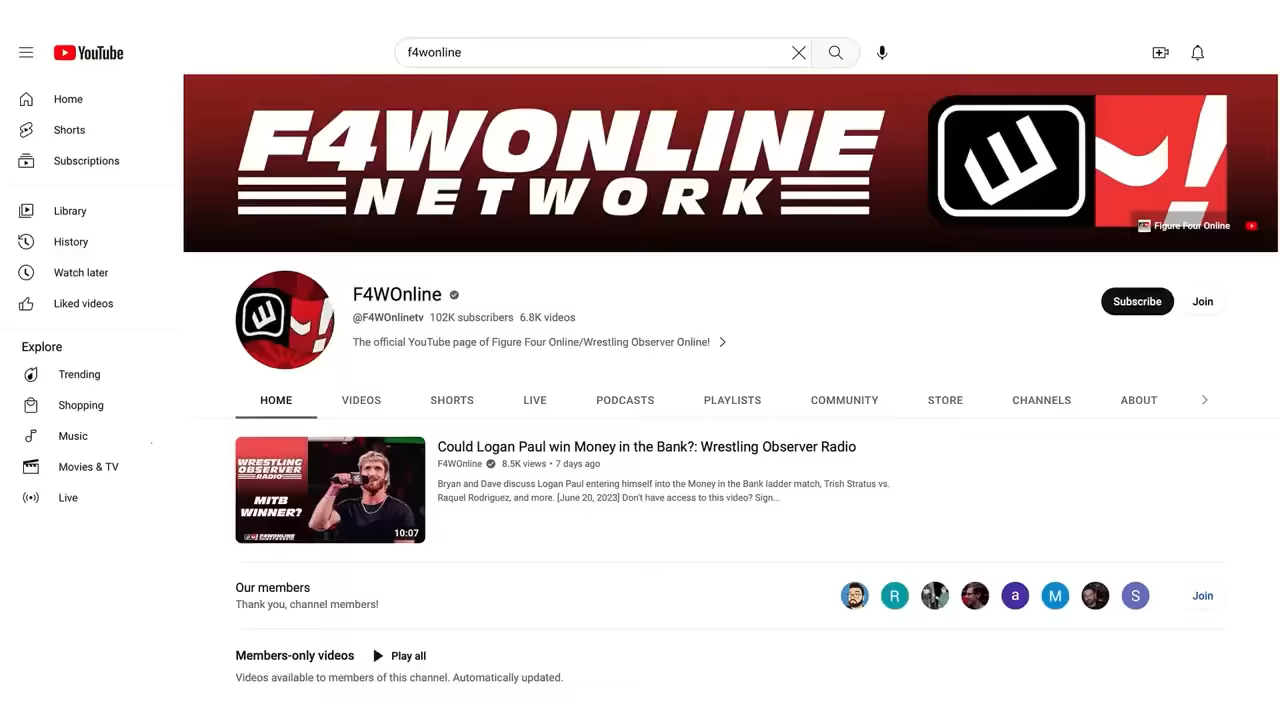 YouTube
f4wonline
Home
Shorts
Subscriptions
Library
History
Watch later
Liked videos
Explore
Trending
Shopping
Music
Movies & TV
Live
F4WONLINE
NETWORK
Figure Four Online
F4WOnline
@F4WOnlinetv 102K subscribers 6.8K videos
The official YouTube page of Figure Four Online/Wrestling Observer Online!
Subscribe
Join
HOME VIDEOS SHORTS LIVE PODCASTS PLAYLISTS COMMUNITY STORE CHANNELS ABOUT
WRESTLING
OBSERVER
RADIO
MITB
WINNER?
F4WONLINE
10:07
Could Logan Paul win Money in the Bank?: Wrestling Observer Radio
F4WOnline 8.5K views • 7 days ago
Bryan and Dave discuss Logan Paul entering himself into the Money in the Bank ladder match, Trish Stratus vs.
Raquel Rodriguez, and more. [June 20, 2023] Don't have access to this video? Sign...
Our members
Thank you, channel members!
R a M S
Join
Members-only videos Play all
Videos available to members of this channel. Automatically updated.